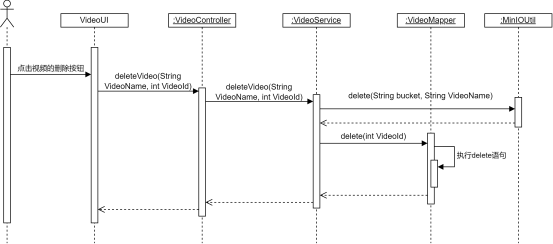 VideoUI
:VideoController
:VideoService
:VideoMapper
:MinIOUtil
点击视频的删除按钮
deleteVideo(String
VideoName, int VideoId)
deleteVideo(String
VideoName, int VideoId)
delete(String bucket, String VideoName)
delete(int VideoId)
执行delete语句